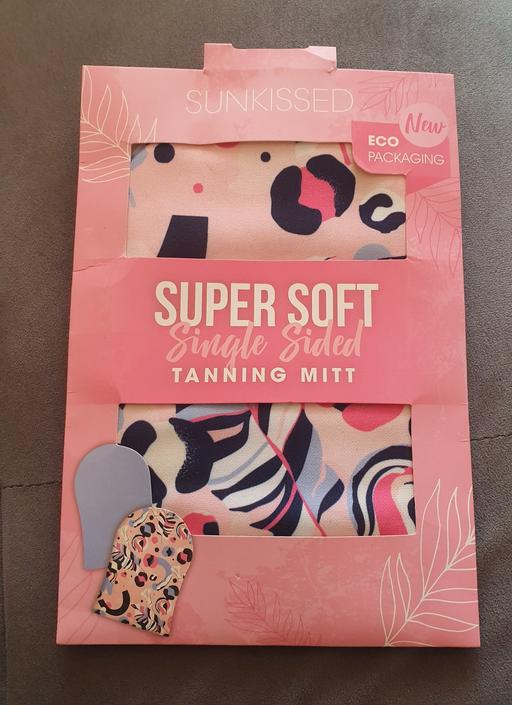 SUNKISSED
New
ECO
PACKAGING
SUPER SOFT
Single Sided
TANNING MITT